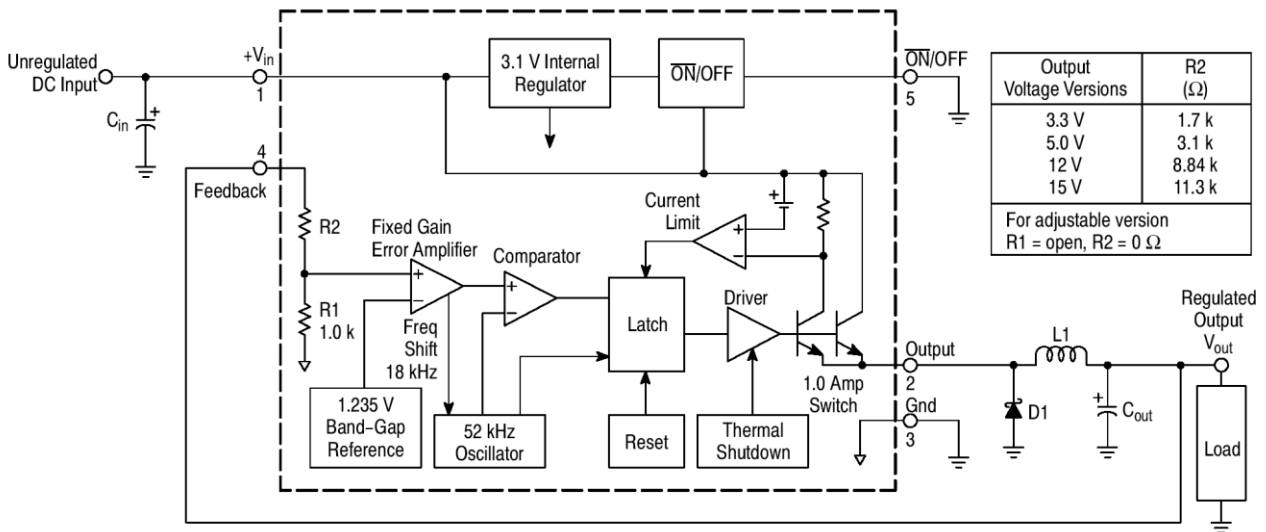 Unregulated
DC Input
Cin
+Vin
1
4
Feedback
3.1 V Internal
Regulator
ON/OFF
ON/OFF
5
Output
Voltage Versions
R2
(Ω)
3.3 V
1.7 k
5.0 V
3.1 k
12 V
8.84 k
15 V
11.3 k
For adjustable version
R1 = open, R2 = 0 Ω
R2
R1
1.0 k
Fixed Gain
Error Amplifier
+
−
Comparator
+
−
Current
Limit
+
−
+
Freq
Shift
18 kHz
Latch
Driver
1.0 Amp
Switch
1.235 V
Band−Gap
Reference
52 kHz
Oscillator
Reset
Thermal
Shutdown
Output
2
Gnd
3
L1
D1
+
Cout
Regulated
Output
Vout
Load
+